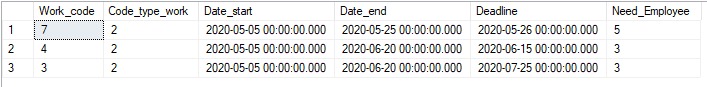 Work_code Code_type_work Date_start Date_end Deadline Need_Employee
1 7 2 2020-05-05 00:00:00.000 2020-05-25 00:00:00.000 2020-05-26 00:00:00.000 5
2 4 2 2020-05-05 00:00:00.000 2020-06-20 00:00:00.000 2020-06-15 00:00:00.000 3
3 3 2 2020-05-05 00:00:00.000 2020-06-20 00:00:00.000 2020-07-25 00:00:00.000 3